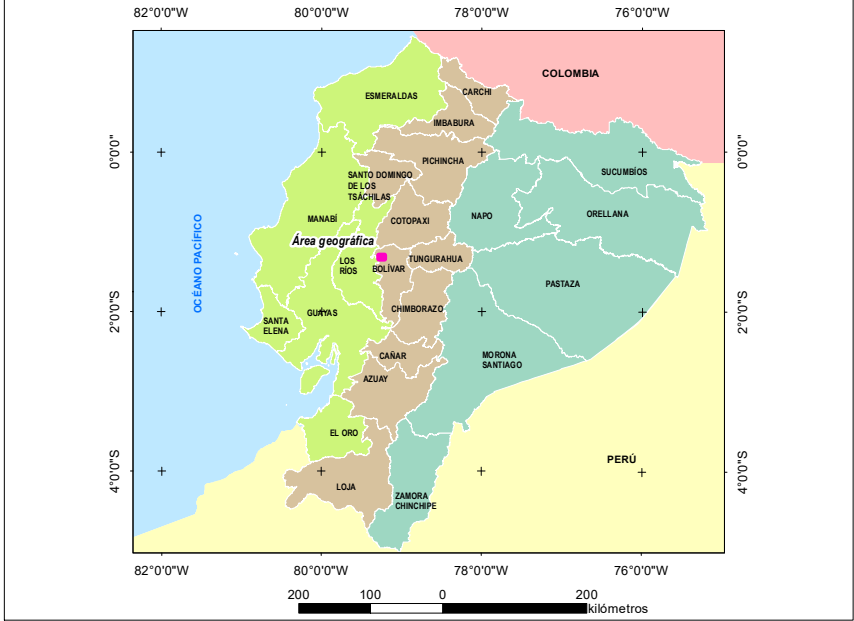 82°0'0"W 80°0'0"W 78°0'0"W 76°0'0"W
COLOMBIA
CARCHI
ESMERALDAS
IMBABURA
0°0'0"
0°0'0"
PICHINCHA
SUCUMBÍOS
SANTO DOMINGO
DE LOS
TSÁCHILAS
NAPO
ORELLANA
MANABÍ
COTOPAXI
OCÉANO PACÍFICO
Área geográfica
LOS
RÍOS
BOLÍVAR
TUNGURAHUA
PASTAZA
2°0'0"S
2°0'0"S
GUAYAS
CHIMBORAZO
SANTA
ELENA
CAÑAR
MORONA
SANTIAGO
AZUAY
EL ORO
PERÚ
4°0'0"S
4°0'0"S
LOJA
ZAMORA
CHINCHIPE
82°0'0"W 80°0'0"W 78°0'0"W 76°0'0"W
200 100 0 200
kilómetros